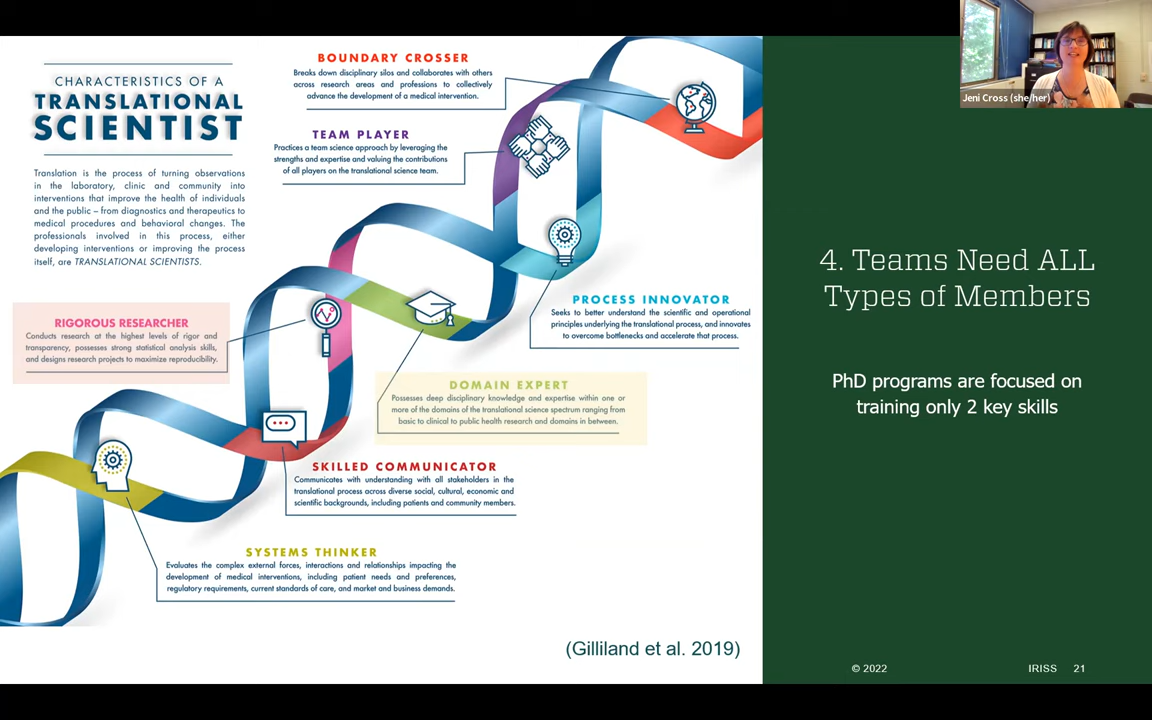 Jeni Cross (she/her)
CHARACTERISTICS OF A
TRANSLATIONAL
SCIENTIST
Translation is the process of turning observations
in the laboratory, clinic and community into
interventions that improve the health of individuals
and the public – from diagnostics and therapeutics to
medical procedures and behavioral changes. The
professionals involved in this process, either
developing interventions or improving the process
itself, are TRANSLATIONAL SCIENTISTS.
BOUNDARY CROSSER
Breaks down disciplinary silos and collaborates with others
across research areas and professions to collectively
advance the development of a medical intervention.
TEAM PLAYER
Practices a team science approach by leveraging the
strengths and expertise and valuing the contributions
of all players on the translational science team.
PROCESS INNOVATOR
Seeks to better understand the scientific and operational
principles underlying the translational process, and innovates
to overcome bottlenecks and accelerate that process.
RIGOROUS RESEARCHER
Conducts research at the highest levels of rigor and
transparency, possesses strong statistical analysis skills,
and designs research projects to maximize reproducibility.
DOMAIN EXPERT
Possesses deep disciplinary knowledge and expertise within one or
more of the domains of the translational science spectrum ranging from
basic to clinical to public health research and domains in between.
SKILLED COMMUNICATOR
Communicates with understanding with all stakeholders in the
translational process across diverse social, cultural, economic and
scientific backgrounds, including patients and community members.
SYSTEMS THINKER
Evaluates the complex external forces, interactions and relationships impacting the
development of medical interventions, including patient needs and preferences,
regulatory requirements, current standards of care, and market and business demands.
(Gilliland et al. 2019)
4. Teams Need ALL
Types of Members
PhD programs are focused on
training only 2 key skills
© 2022
IRISS 21